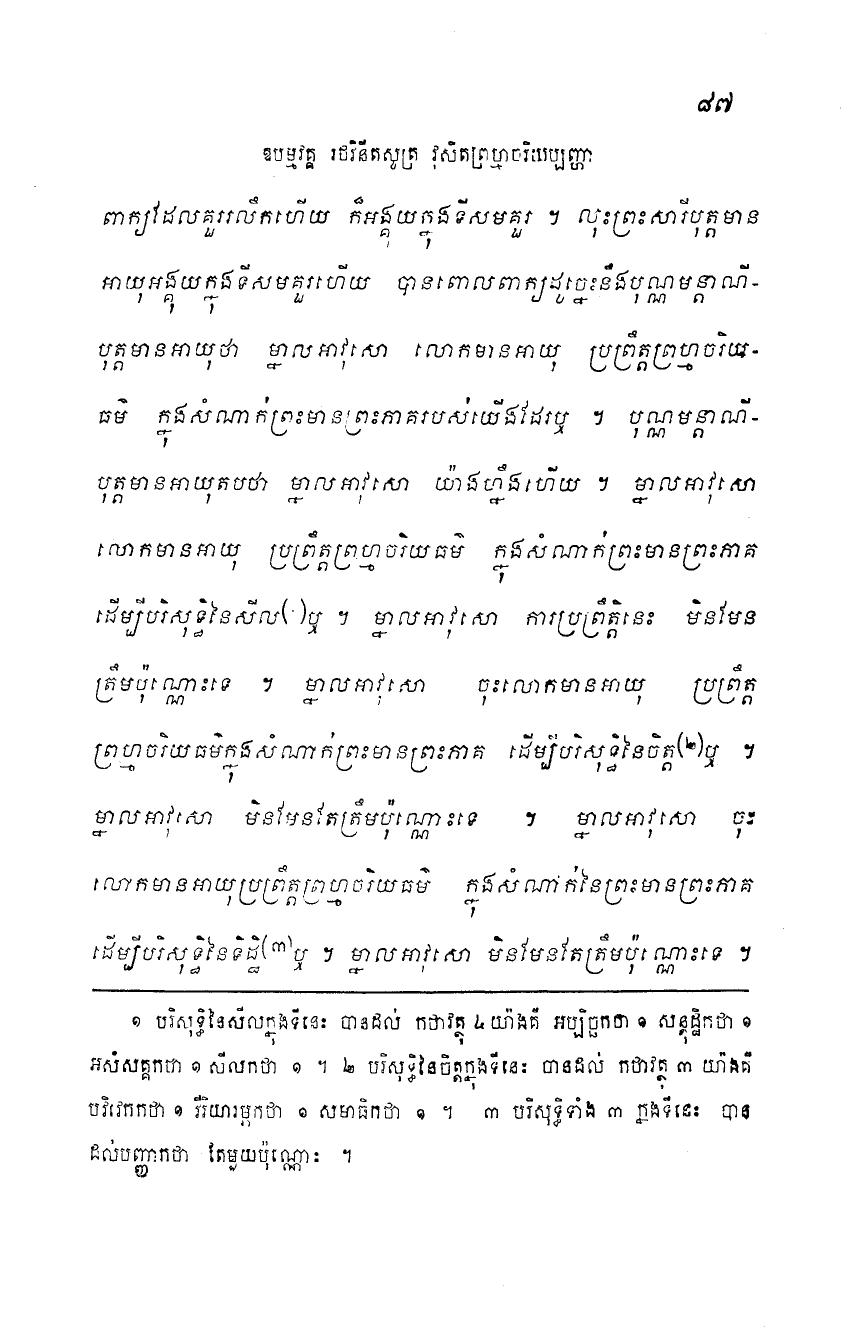 ៨៧
ឧបម្មវគ្គ រថវិនីតសូត្រ វុសិតព្រហ្មចរិយប្បញ្ហា
ពាក្យដែលគួររលឹកហើយ ក៏អង្គុយក្នុងទីសមគួរ ។ លុះព្រះសារីបុត្តមាន
អាយុអង្គុយក្នុងទីសមគួរហើយ បានពោលពាក្យដូច្នេះនឹងបុណ្ណមន្តាណី-
បុត្តមានអាយុថា ម្នាលអាវុសោ លោកមានអាយុ ប្រព្រឹត្តព្រហ្មចរិយ-
ធម៌ ក្នុងសំណាក់ព្រះមានព្រះភាគរបស់យើងដែរឬ ។ បុណ្ណមន្តាណី-
បុត្តមានអាយុតបថា ម្នាលអាវុសោ យ៉ាងហ្នឹងហើយ ។ ម្នាលអាវុសោ
លោកមានអាយុ ប្រព្រឹត្តព្រហ្មចរិយធម៌ ក្នុងសំណាក់ព្រះមានព្រះភាគ
ដើម្បីបរិសុទ្ធិនៃសីល(១)ឬ ។ ម្នាលអាវុសោ ការប្រព្រឹត្តិនេះ មិនមែន
ត្រឹមប៉ុណ្ណោះទេ ។ ម្នាលអាវុសោ ចុះលោកមានអាយុ ប្រព្រឹត្ត
ព្រហ្មចរិយធម៌ក្នុងសំណាក់ព្រះមានព្រះភាគ ដើម្បីបរិសុទ្ធិនៃចិត្ត(២)ឬ ។
ម្នាលអាវុសោ មិនមែនតែត្រឹមប៉ុណ្ណោះទេ ។ ម្នាលអាវុសោ ចុះ
លោកមានអាយុប្រព្រឹត្តព្រហ្មចរិយធម៌ ក្នុងសំណាក់នៃព្រះមានព្រះភាគ
ដើម្បីបរិសុទ្ធិនៃទិដ្ឋិ(៣)ឬ ។ ម្នាលអាវុសោ មិនមែនតែត្រឹមប៉ុណ្ណោះទេ ។
១ បរិសុទ្ធិនៃសីលក្នុងទីនេះ បានដល់ កថាវត្ថុ ៤ យ៉ាងគឺ អប្បិច្ឆកថា ១ សន្តុដ្ឋិកថា ១
អសំសគ្គកថា ១ សីលកថា ១ ។ ២ បរិសុទ្ធិនៃចិត្តក្នុងទីនេះ បានដល់ កថាវត្ថុ ៣ យ៉ាងគឺ
បវិវេកកថា ១ វីរិយារម្ភកថា ១ សមាធិកថា ១ ។ ៣ បរិសុទ្ធិទាំង ៣ ក្នុងទីនេះ បាន
ដល់បញ្ញាកថា តែមួយប៉ុណ្ណោះ ។